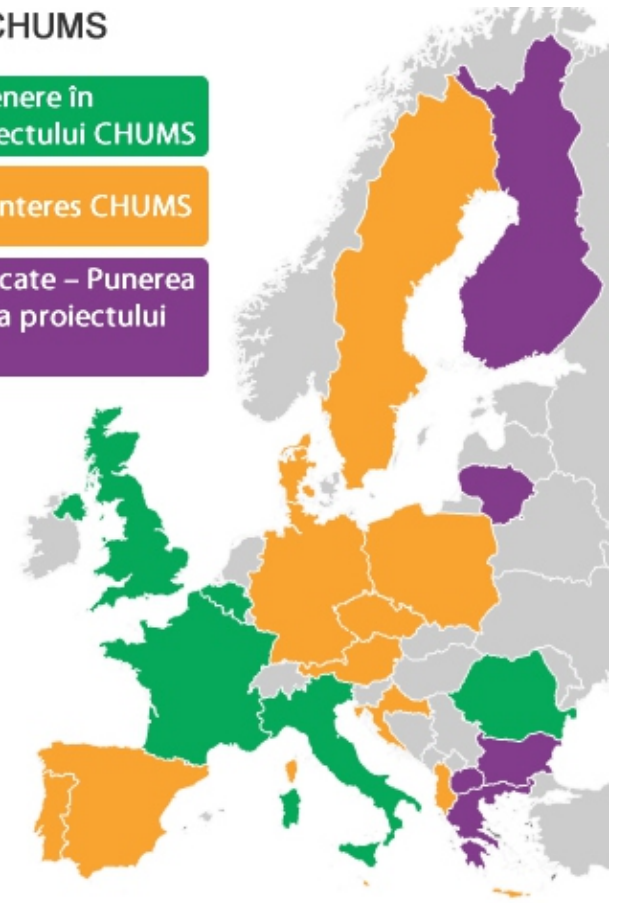 CHUMS
enere în
ectului CHUMS
nteres CHUMS
cate – Punerea
a proiectului